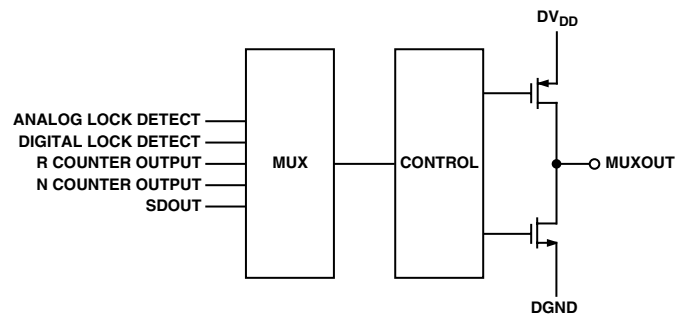 DV_DD
ANALOG LOCK DETECT
DIGITAL LOCK DETECT
R COUNTER OUTPUT
N COUNTER OUTPUT
SDOUT
MUX
CONTROL
MUXOUT
DGND